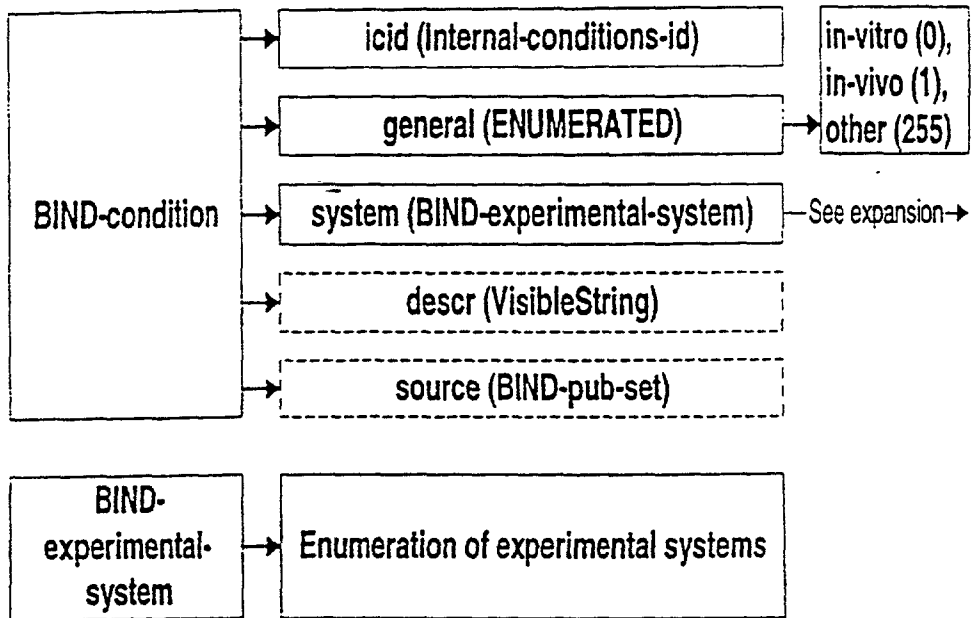 BIND-condition
icid (Internal-conditions-id)
general (ENUMERATED)
in-vitro (0),
in-vivo (1),
other (255)
system (BIND-experimental-system)
See expansion
descr (VisibleString)
source (BIND-pub-set)
BIND-
experimental-
system
Enumeration of experimental systems